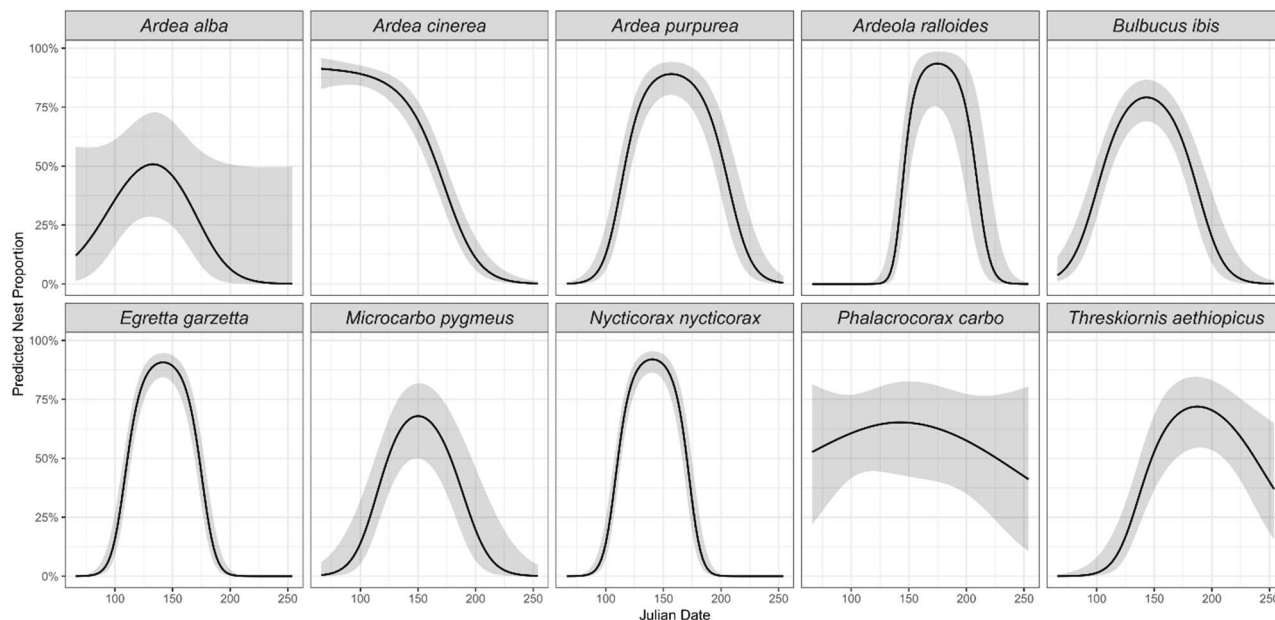 Ardea alba Ardea cinerea Ardea purpurea Ardeola ralloides Bulbucus ibis
100%
75%
50%
25%
0%
Predicted Nest Proportion
Egretta garzetta Microcarbo pygmeus Nycticorax nycticorax Phalacrocorax carbo Threskiornis aethiopicus
100%
75%
50%
25%
0%
100 150 200 250 100 150 200 250 100 150 200 250 100 150 200 250 100 150 200 250
Julian Date